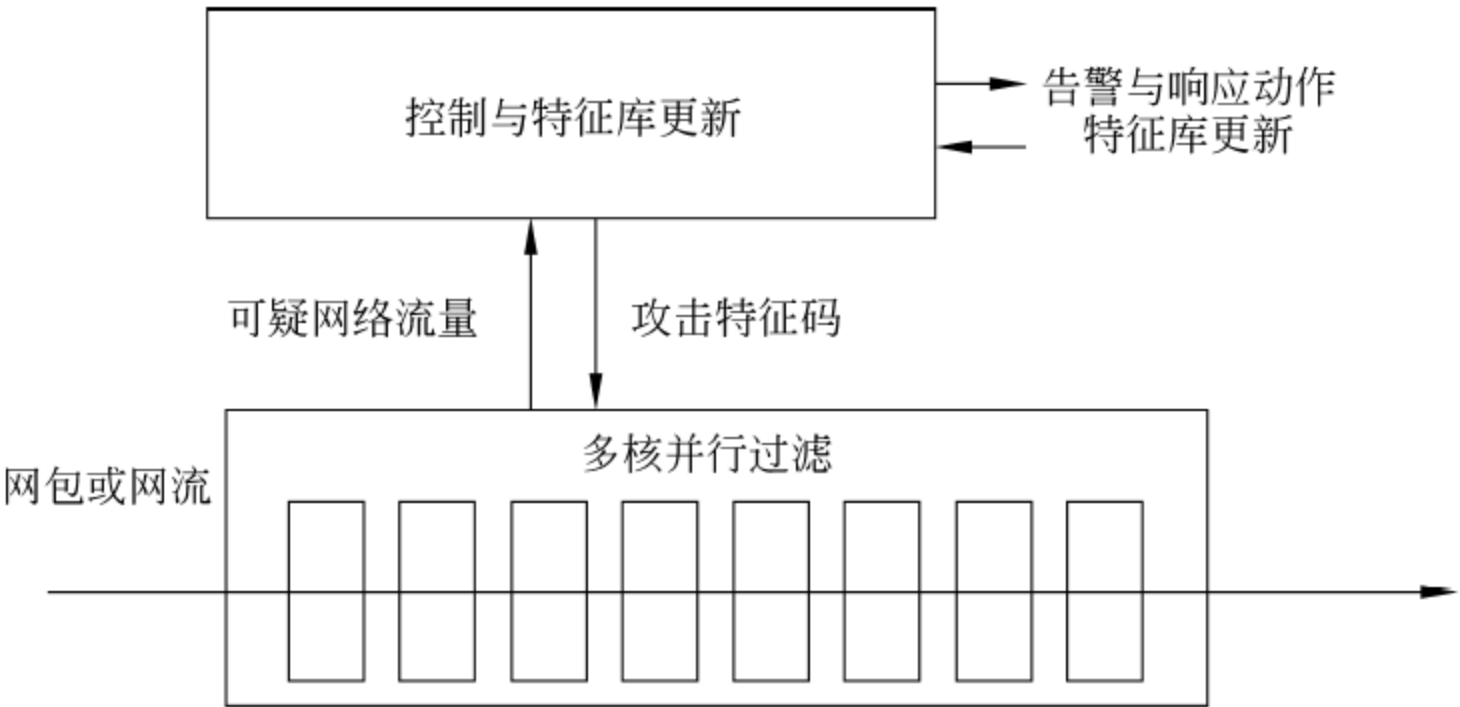 控制与特征库更新
告警与响应动作
特征库更新
可疑网络流量
攻击特征码
多核并行过滤
网包或网流